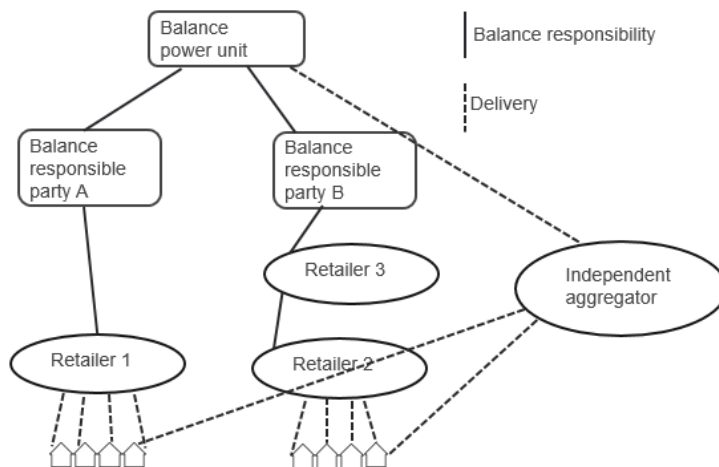 Balance
power unit
Balance responsibility
Delivery
Balance
responsible
party A
Balance
responsible
party B
Retailer 3
Independent
aggregator
Retailer 1
Retailer 2